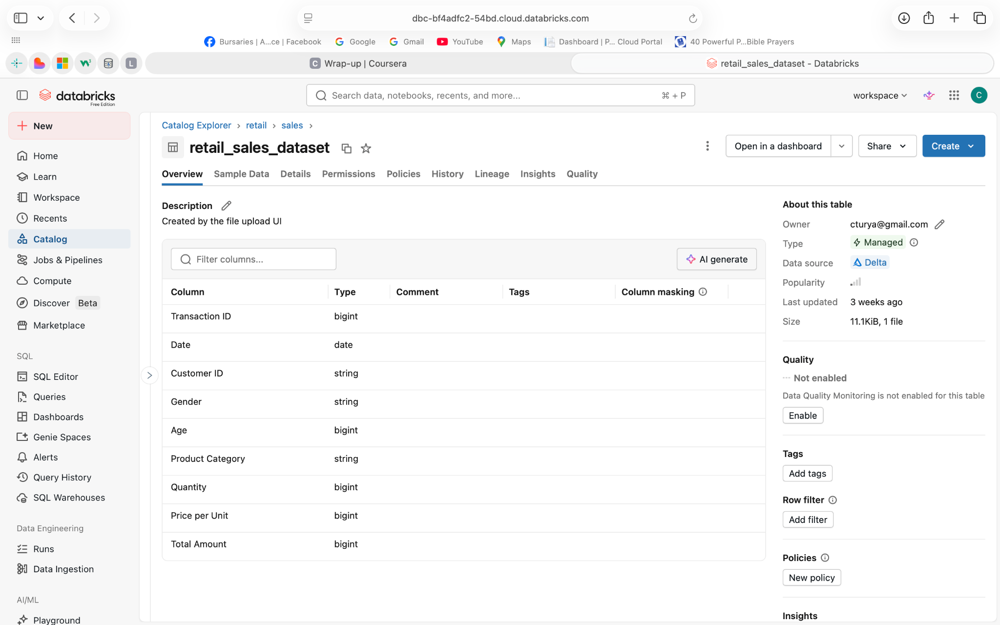 dbc-bf4adfc2-54bd.cloud.databricks.com
Bursaries | A...ce | Facebook
Google
Gmail
YouTube
Maps
Dashboard | P... Cloud Portal
40 Powerful P...Bible Prayers
L
C Wrap-up | Coursera
retail_sales_dataset - Databricks
databricks
Free Edition
Search data, notebooks, recents, and more...
⌘ + P
workspace
C
New
Home
Learn
Workspace
Recents
Catalog
Jobs & Pipelines
Compute
Discover Beta
Marketplace
SQL
SQL Editor
Queries
Dashboards
Genie Spaces
Alerts
Query History
SQL Warehouses
Data Engineering
Runs
Data Ingestion
AI/ML
Playground
Catalog Explorer › retail › sales ›
retail_sales_dataset
Open in a dashboard
Share
Create
Overview Sample Data Details Permissions Policies History Lineage Insights Quality
Description
Created by the file upload UI
Filter columns...
AI generate
Column Type Comment Tags Column masking
Transaction ID bigint
Date date
Customer ID string
Gender string
Age bigint
Product Category string
Quantity bigint
Price per Unit bigint
Total Amount bigint
About this table
Owner cturya@gmail.com
Type Managed
Data source Delta
Popularity
Last updated 3 weeks ago
Size 11.1KiB, 1 file
Quality
Not enabled
Data Quality Monitoring is not enabled for this table
Enable
Tags
Add tags
Row filter
Add filter
Policies
New policy
Insights